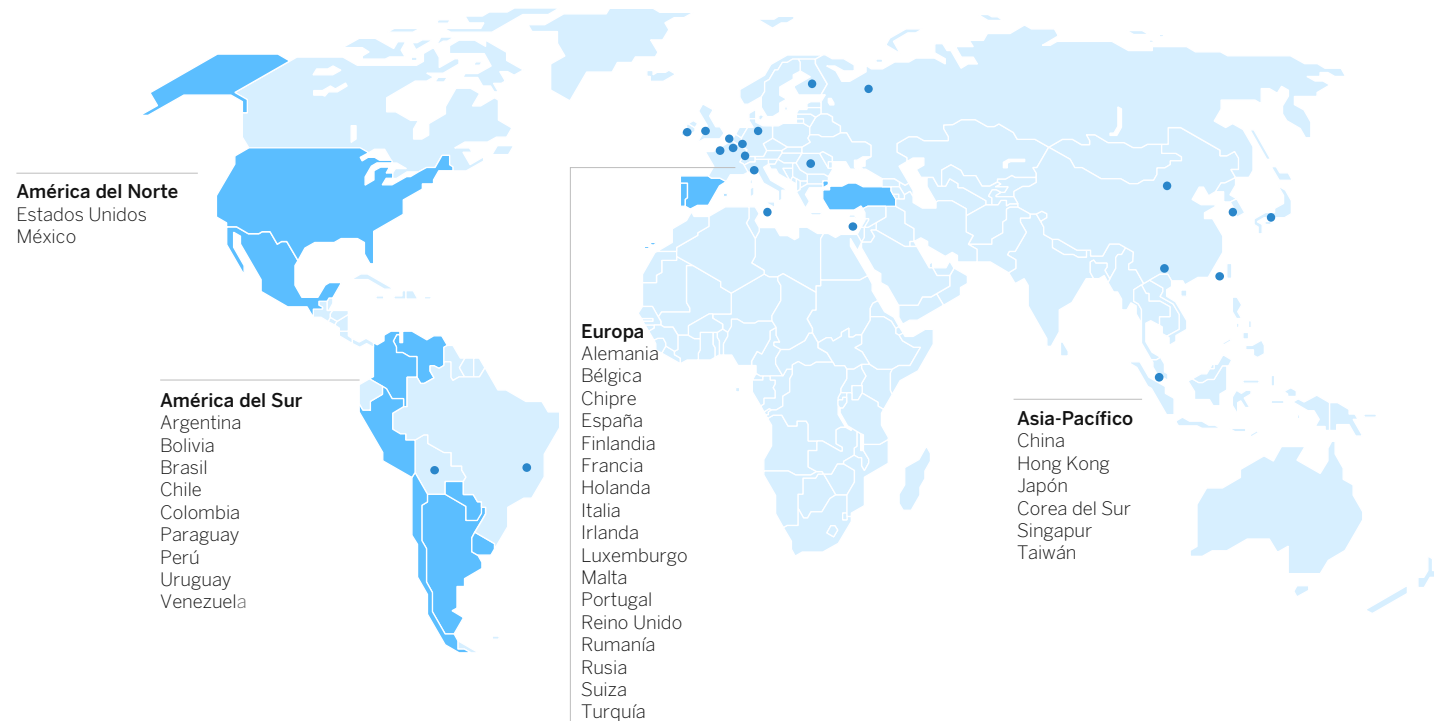 América del Norte
Estados Unidos
México
América del Sur
Argentina
Bolivia
Brasil
Chile
Colombia
Paraguay
Perú
Uruguay
Venezuela
Europa
Alemania
Bélgica
Chipre
España
Finlandia
Francia
Holanda
Italia
Irlanda
Luxemburgo
Malta
Portugal
Reino Unido
Rumanía
Rusia
Suiza
Turquía
Asia-Pacífico
China
Hong Kong
Japón
Corea del Sur
Singapur
Taiwán